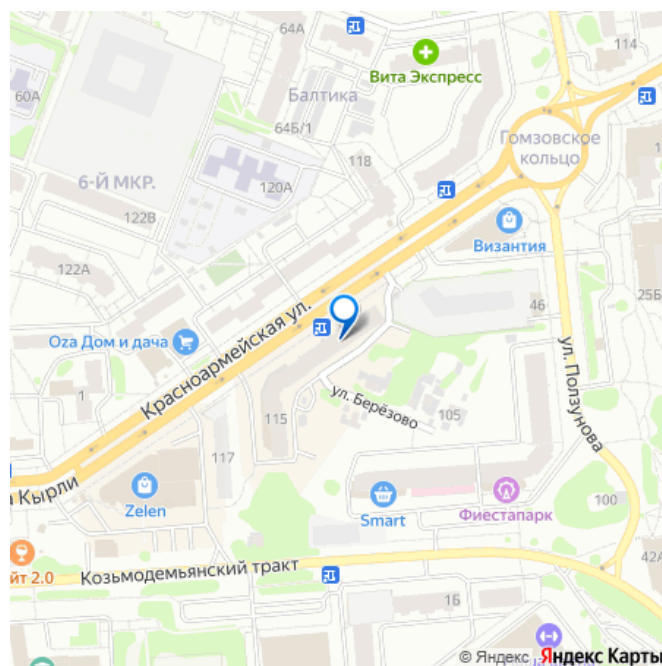 64А
114
Вита Экспресс
60А
Балтика
64Б/1
Гомзовское
кольцо
118
6-Й МКР.
120А
122В
Византия
122А
25Б
46
Красноармейская ул.
Oza Дом и дача
ул. Ползунова
1
ул. Берёзово
105
115
117
а Кырли
Zelen
Smart
Фиестапарк
100
42А
йт 2.0
Козьмодемьянский тракт
1Б
© Яндекс Яндекс Карты